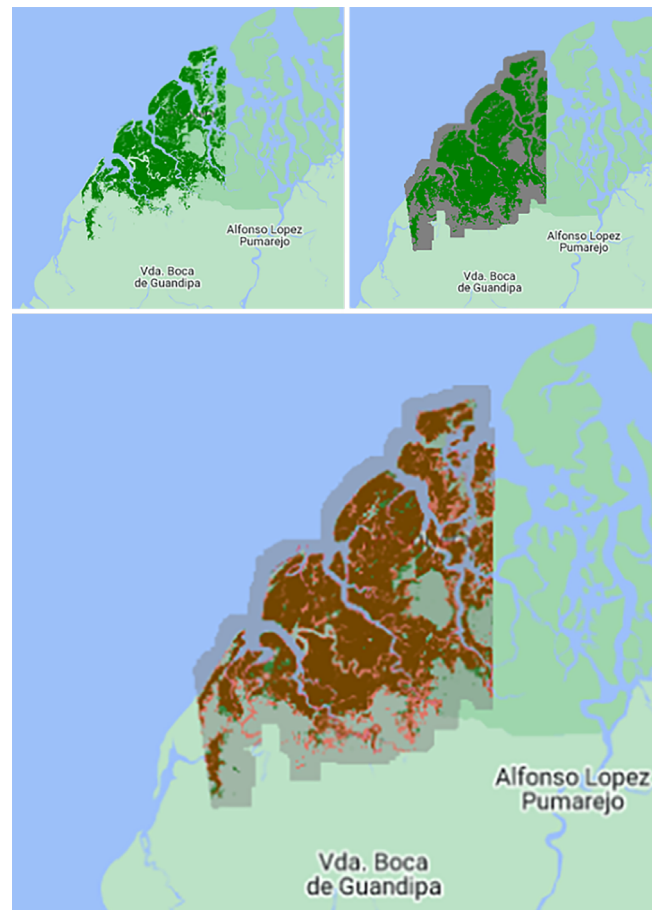 Alfonso Lopez
Pumarejo
Vda. Boca
de Guandipa
Alfonso Lopez
Pumarejo
Vda. Boca
de Guandipa
Alfonso Lopez
Pumarejo
Vda. Boca
de Guandipa